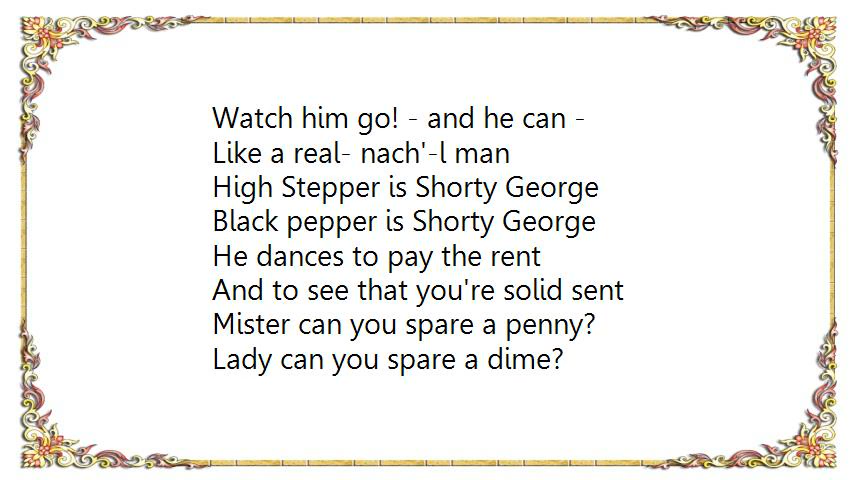 Watch him go! - and he can -
Like a real- nach'-l man
High Stepper is Shorty George
Black pepper is Shorty George
He dances to pay the rent
And to see that you're solid sent
Mister can you spare a penny?
Lady can you spare a dime?